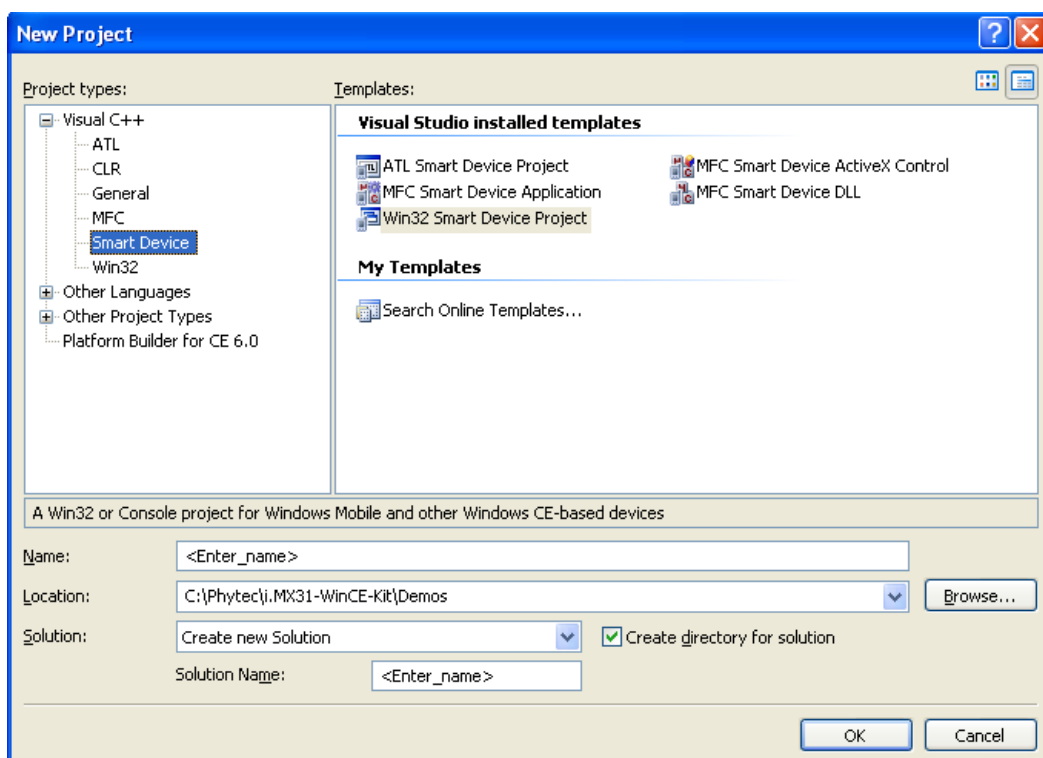 New Project
Project types:
Templates:
Visual C++
ATL
CLR
General
MFC
Smart Device
Win32
Other Languages
Other Project Types
Platform Builder for CE 6.0
Visual Studio installed templates
ATL Smart Device Project
MFC Smart Device ActiveX Control
MFC Smart Device Application
MFC Smart Device DLL
Win32 Smart Device Project
My Templates
Search Online Templates...
A Win32 or Console project for Windows Mobile and other Windows CE-based devices
Name:
<Enter_name>
Location:
C:\Phytec\i.MX31-WinCE-Kit\Demos
Browse...
Solution:
Create new Solution
Create directory for solution
Solution Name:
<Enter_name>
OK
Cancel